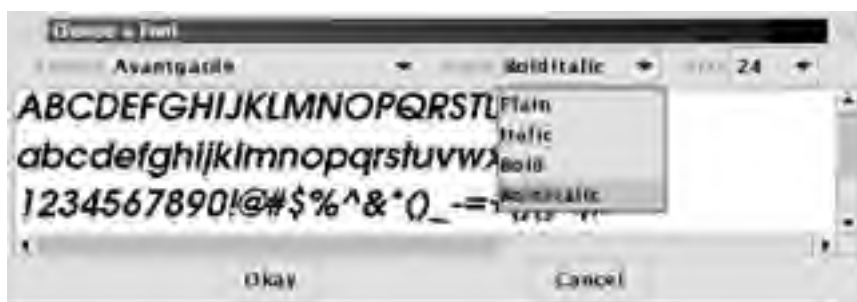 Choose a Font
Avantgarde BoldItalic 24
ABCDEFGHIJKLMNOPQRSTU
Plain
abcdefghijklmnopqrstuvwx
Italic
Bold
1234567890!@#$%^&*()_-=
BoldItalic
Okay Cancel